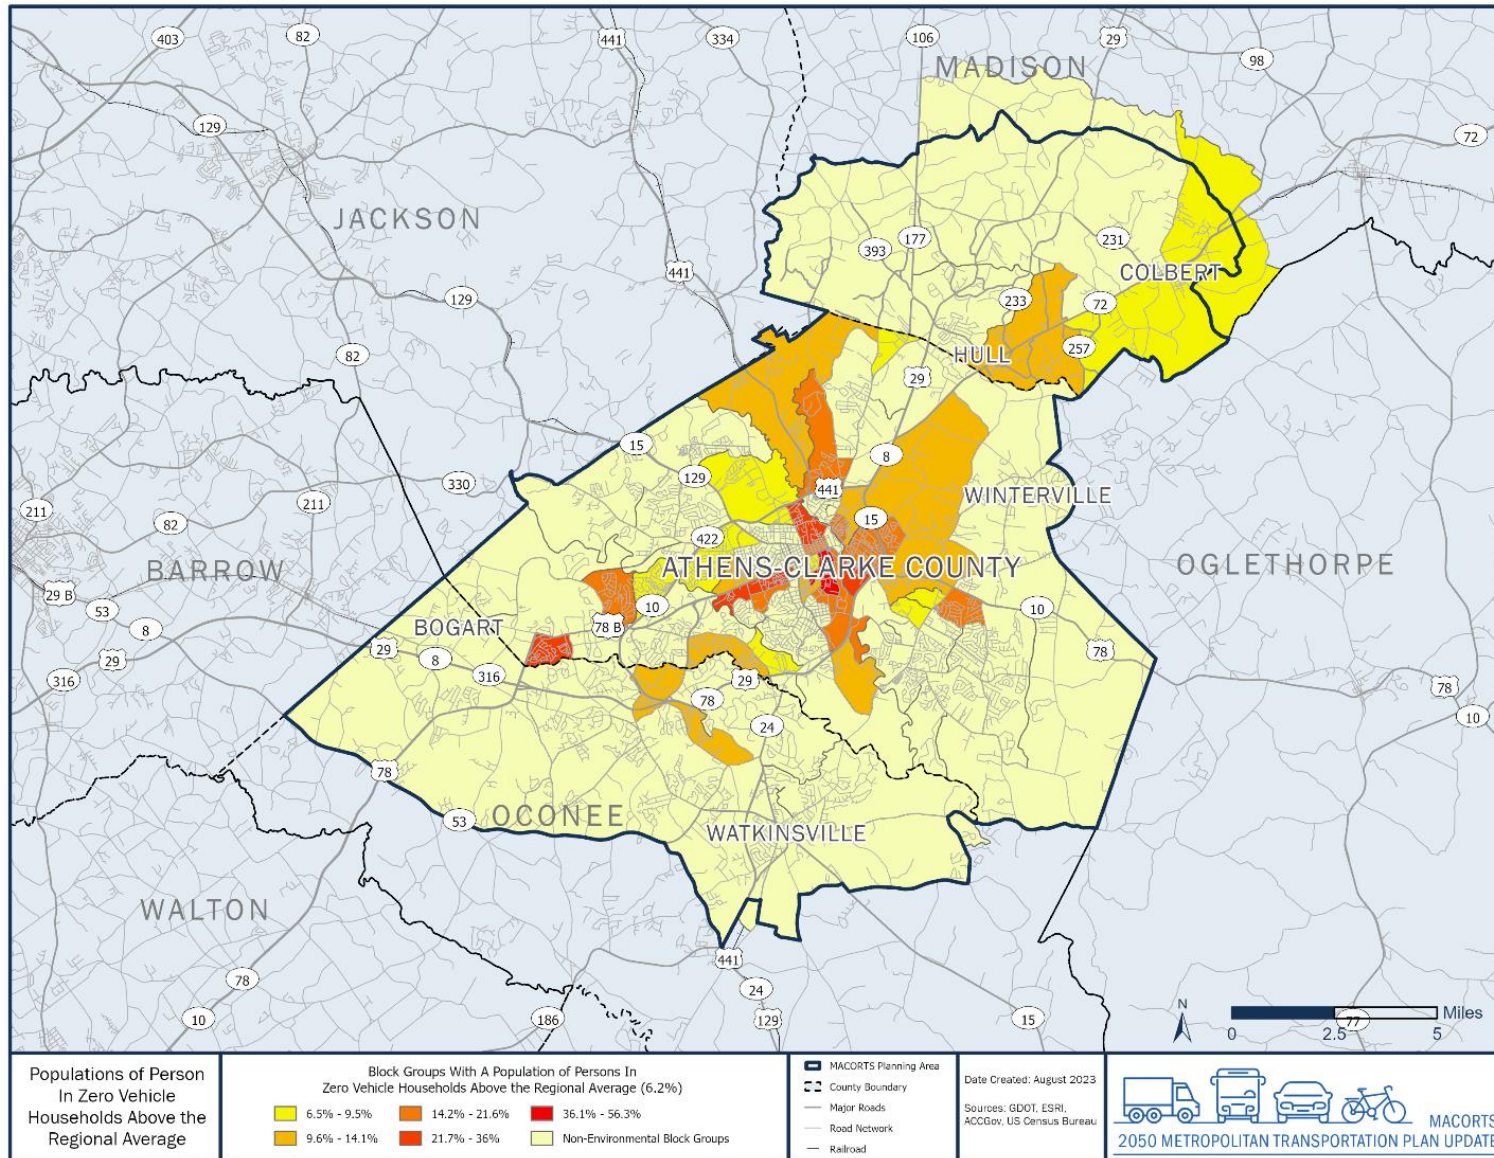 403
82
441
334
106
29
98
MADISON
129
72
JACKSON
393
177
231
441
COLBERT
129
233
72
82
HULL
257
29
15
8
129
441
WINTERVILLE
330
211
211
15
82
422
ATHENS-CLARKE COUNTY
OGLETHORPE
BARROW
29 B
53
10
10
8
BOGART
78 B
29
29
8
78
316
316
29
78
78
24
10
78
OCONEE
53
WATKINSVILLE
WALTON
441
78
24
10
186
129
15
N
Miles
77
0
2.5
5
Populations of Person
In Zero Vehicle
Households Above the
Regional Average
Block Groups With A Population of Persons In
Zero Vehicle Households Above the Regional Average (6.2%)
6.5% - 9.5%
14.2% - 21.6%
36.1% - 56.3%
9.6% - 14.1%
21.7% - 36%
Non-Environmental Block Groups
MACORTS Planning Area
County Boundary
Major Roads
Road Network
Railroad
Date Created: August 2023
Sources: GDOT, ESRI,
ACCGov, US Census Bureau
MACORTS
2050 METROPOLITAN TRANSPORTATION PLAN UPDATE